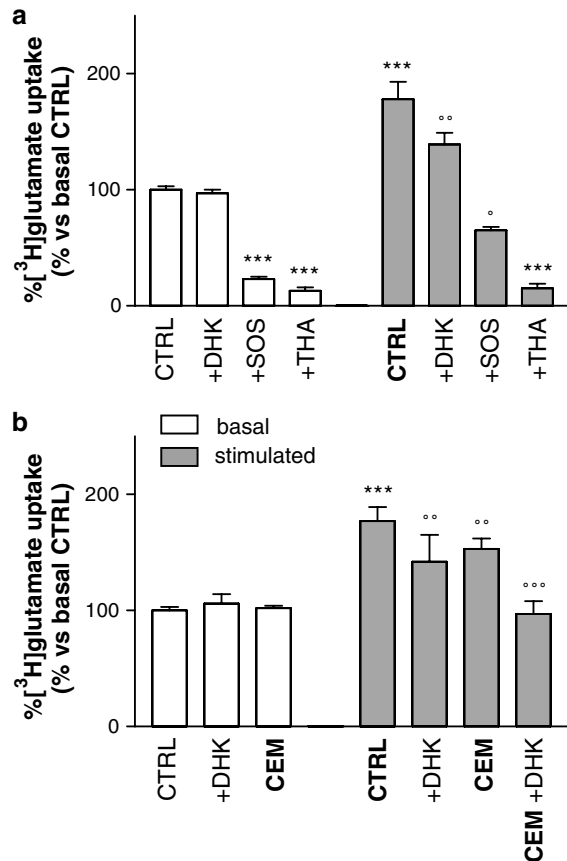 a
%[³H]glutamate uptake
(% vs basal CTRL)
200
100
0
***
***
***
°°
°
***
CTRL
+DHK
+SOS
+THA
CTRL
+DHK
+SOS
+THA
b
basal
stimulated
%[³H]glutamate uptake
(% vs basal CTRL)
200
100
0
***
°°
°°
°°°
CTRL
+DHK
CEM
CTRL
+DHK
CEM
CEM +DHK